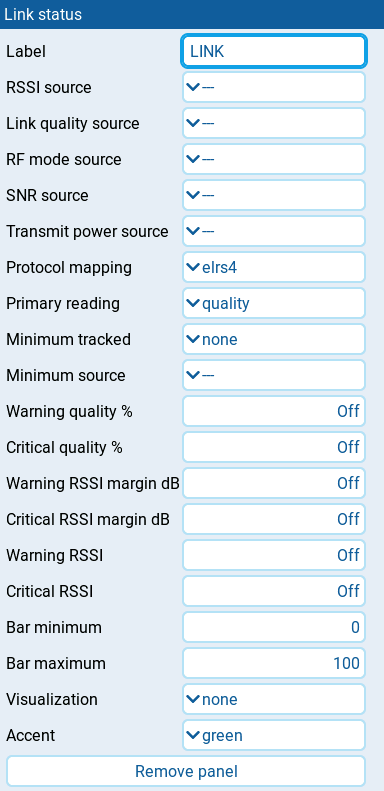 Link status
Label LINK
RSSI source ---
Link quality source ---
RF mode source ---
SNR source ---
Transmit power source ---
Protocol mapping elrs4
Primary reading quality
Minimum tracked none
Minimum source ---
Warning quality % Off
Critical quality % Off
Warning RSSI margin dB Off
Critical RSSI margin dB Off
Warning RSSI Off
Critical RSSI Off
Bar minimum 0
Bar maximum 100
Visualization none
Accent green
Remove panel